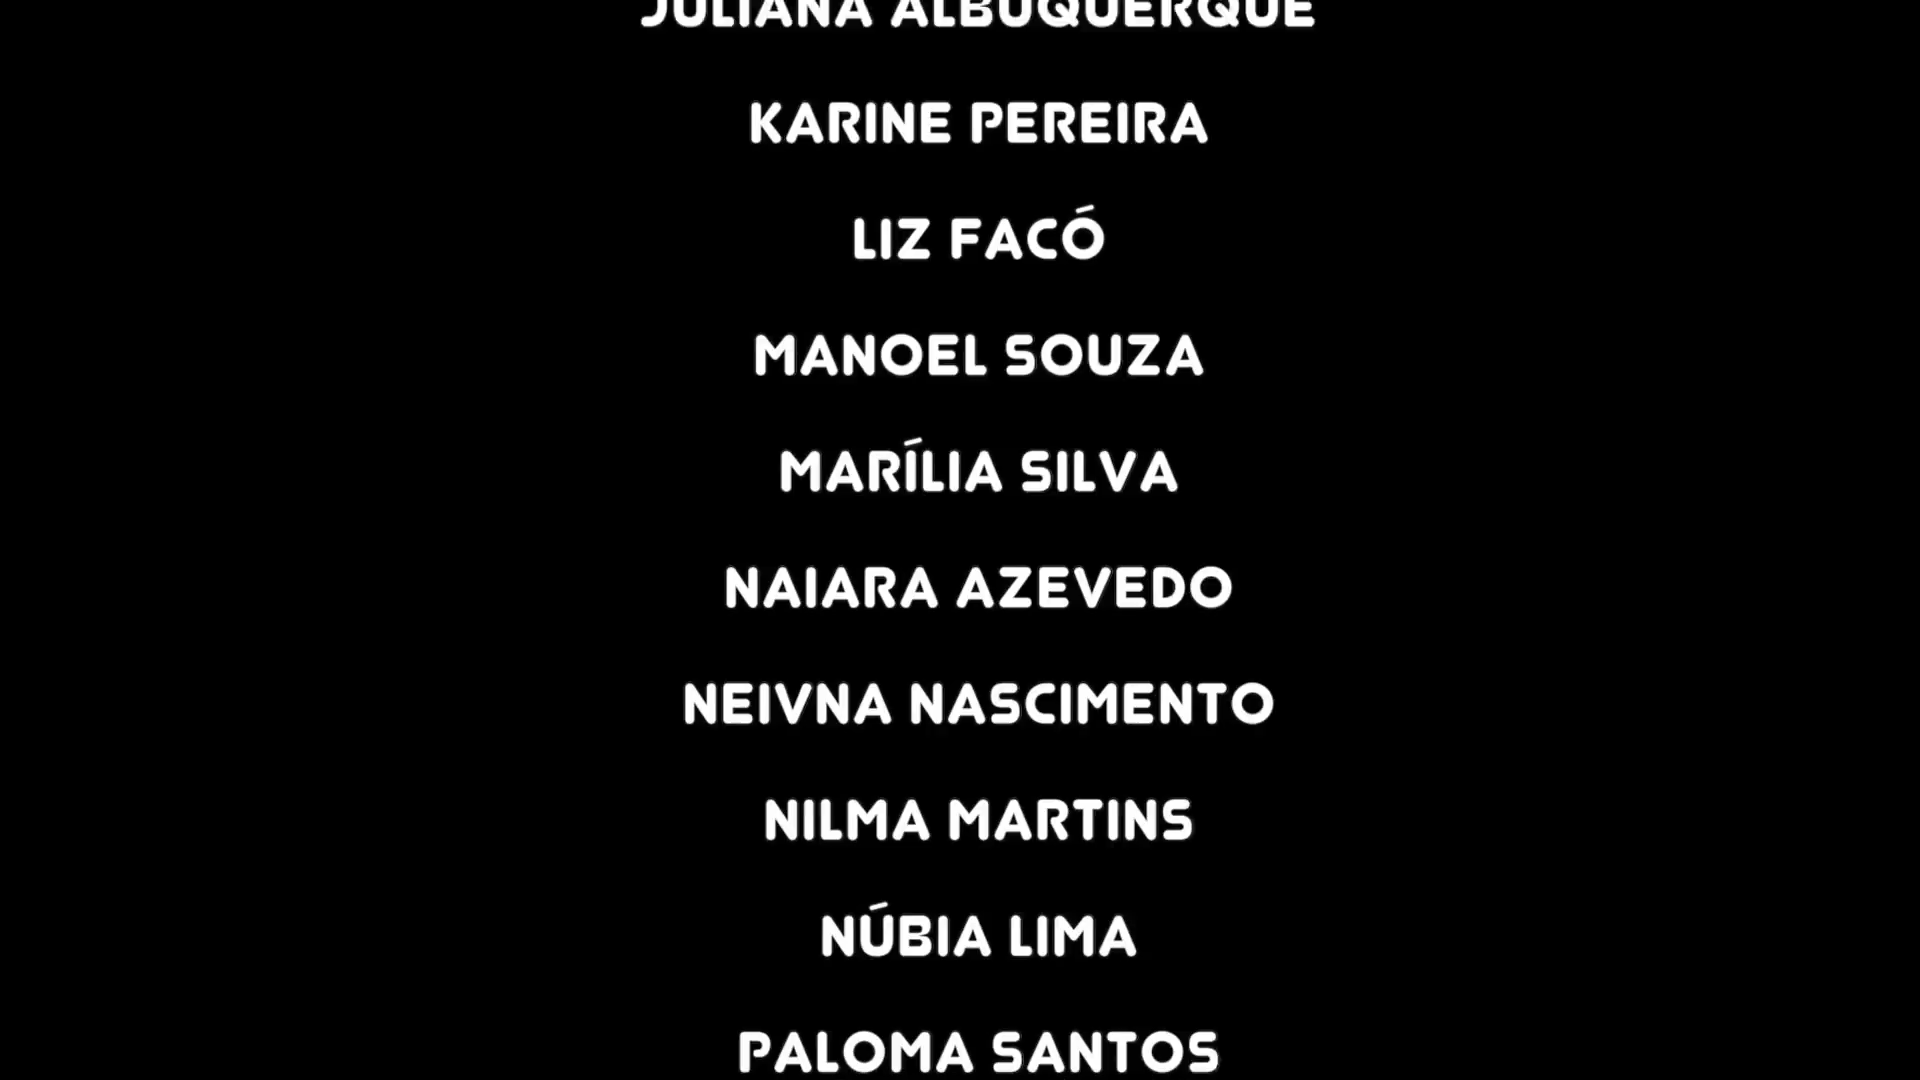 JULIANA ALBUQUERQUE
KARINE PEREIRA
LIZ FACÓ
MANOEL SOUZA
MARÍLIA SILVA
NAIARA AZEVEDO
NEIVNA NASCIMENTO
NILMA MARTINS
NÚBIA LIMA
PALOMA SANTOS